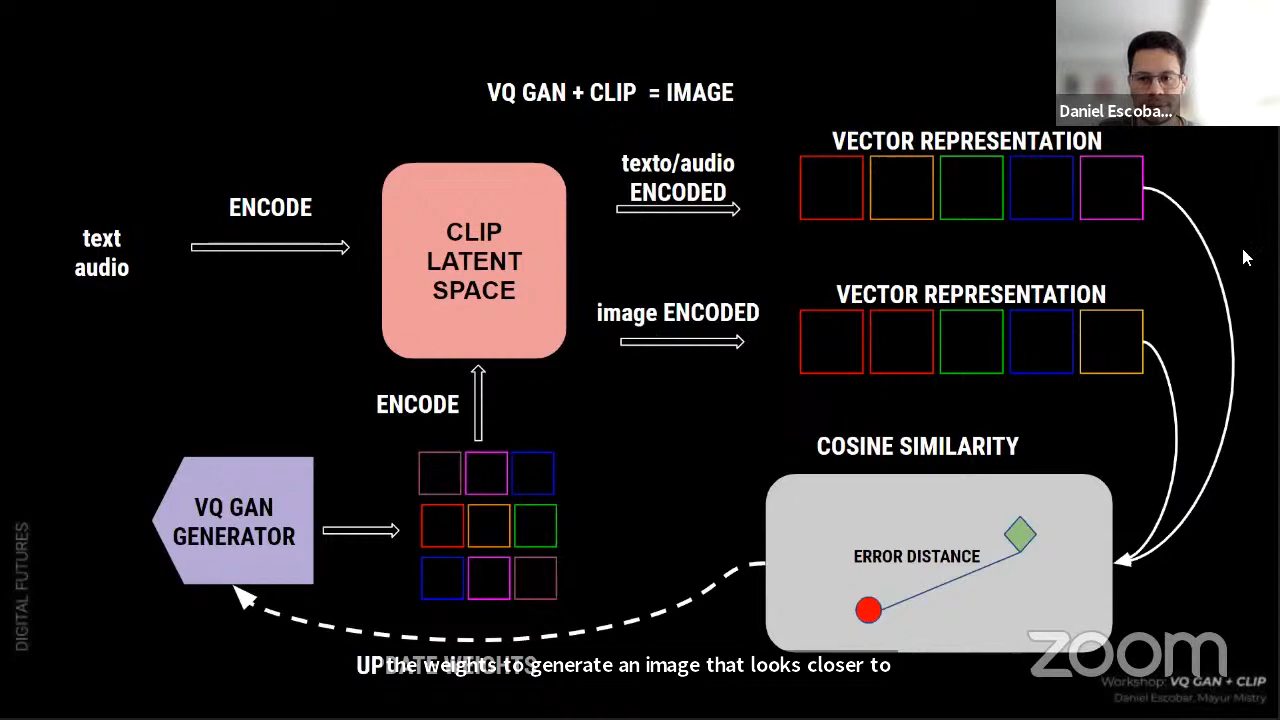 VQ GAN + CLIP = IMAGE
Daniel Escoba...
VECTOR REPRESENTATION
texto/audio
ENCODED
ENCODE
text
audio
CLIP
LATENT
SPACE
VECTOR REPRESENTATION
image ENCODED
ENCODE
COSINE SIMILARITY
VQ GAN
GENERATOR
ERROR DISTANCE
DIGITAL FUTURES
UPDATE WEIGHTS
the weights to generate an image that looks closer to
zoom
Workshop: VQ GAN + CLIP
Daniel Escobar, Mayur Mistry